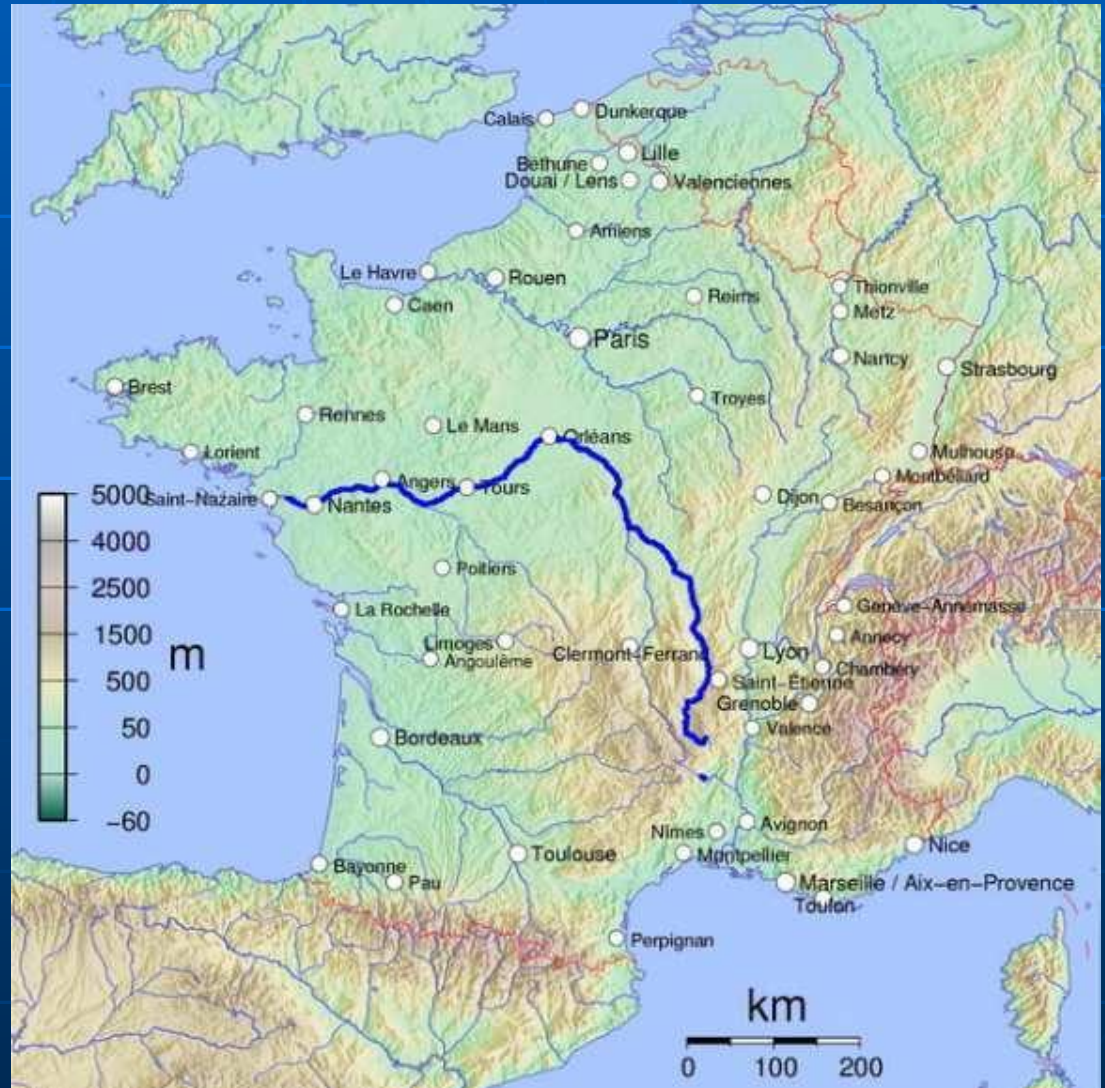 Calais
Dunkerque
Lille
Béthune
Douai / Lens
Valenciennes
Amiens
Le Havre
Rouen
Caen
Reims
Thionville
Metz
Paris
Nancy
Strasbourg
Brest
Rennes
Le Mans
Troyes
Orléans
Lorient
Mulhouse
Montbéliard
Angers
Tours
Dijon
Besançon
Saint-Nazaire
Nantes
5000
4000
2500
1500
500
50
0
-60
m
Poitiers
La Rochelle
Genève-Annemasse
Limoges
Angoulême
Clermont-Ferrand
Lyon
Annecy
Chambéry
Saint-Étienne
Grenoble
Valence
Bordeaux
Nîmes
Avignon
Toulouse
Montpellier
Nice
Bayonne
Pau
Marseille / Aix-en-Provence
Toulon
Perpignan
km
0 100 200